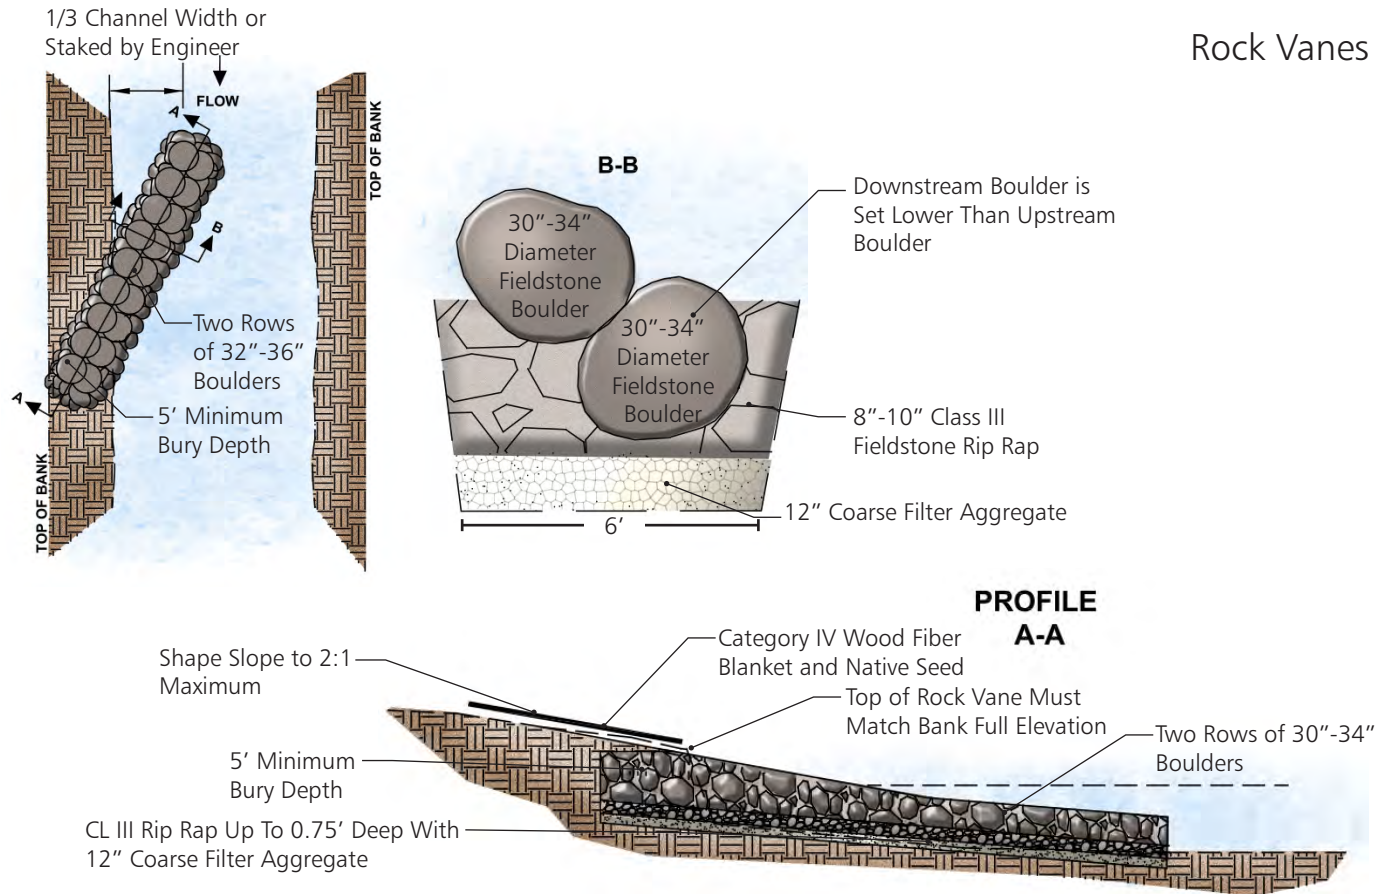 Rock Vanes
1/3 Channel Width or
Staked by Engineer
FLOW
A
TOP OF BANK
B
Two Rows
of 32”-36”
Boulders
A
5’ Minimum
Bury Depth
TOP OF BANK
B-B
Downstream Boulder is
Set Lower Than Upstream
Boulder
30”-34”
Diameter
Fieldstone
Boulder
30”-34”
Diameter
Fieldstone
Boulder
8”-10” Class III
Fieldstone Rip Rap
12” Coarse Filter Aggregate
6’
PROFILE
A-A
Category IV Wood Fiber
Blanket and Native Seed
Shape Slope to 2:1
Maximum
Top of Rock Vane Must
Match Bank Full Elevation
Two Rows of 30”-34”
Boulders
5’ Minimum
Bury Depth
CL III Rip Rap Up To 0.75’ Deep With
12” Coarse Filter Aggregate